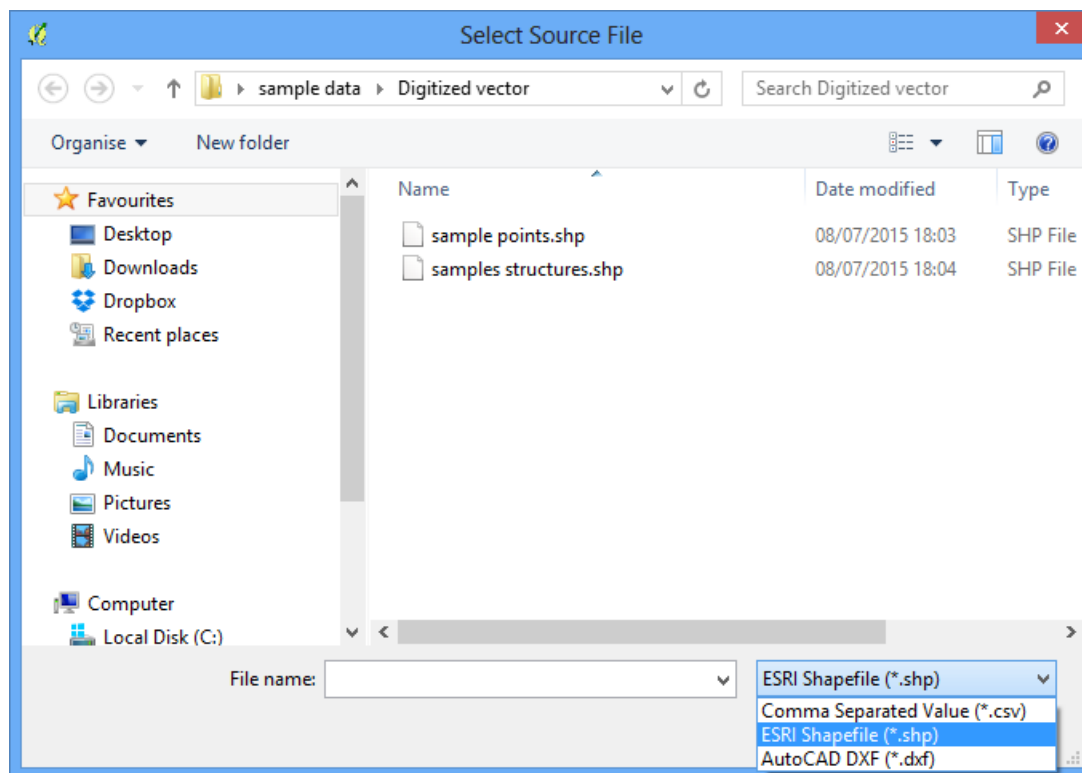 Select Source File
sample data Digitized vector
Search Digitized vector
Organise New folder
Favourites
Desktop
Downloads
Dropbox
Recent places
Libraries
Documents
Music
Pictures
Videos
Computer
Local Disk (C:)
Name Date modified Type
sample points.shp 08/07/2015 18:03 SHP File
samples structures.shp 08/07/2015 18:04 SHP File
File name:
ESRI Shapefile (*.shp)
Comma Separated Value (*.csv)
ESRI Shapefile (*.shp)
AutoCAD DXF (*.dxf)